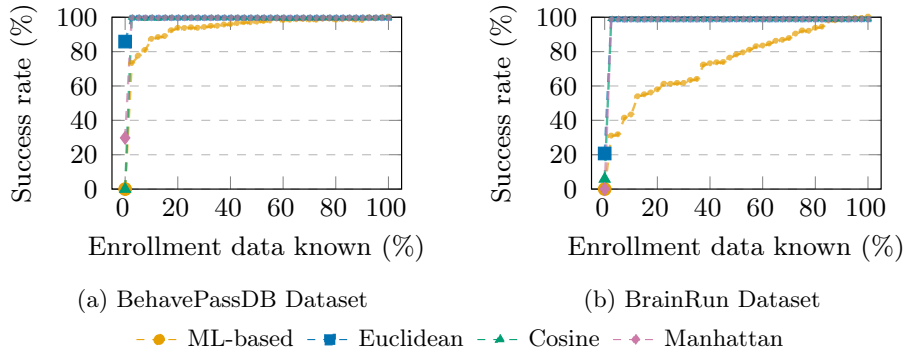 100
80
60
40
20
0
Success rate (%)
0 20 40 60 80 100
Enrollment data known (%)
(a) BehavePassDB Dataset
100
80
60
40
20
0
Success rate (%)
0 20 40 60 80 100
Enrollment data known (%)
(b) BrainRun Dataset
ML-based Euclidean Cosine Manhattan